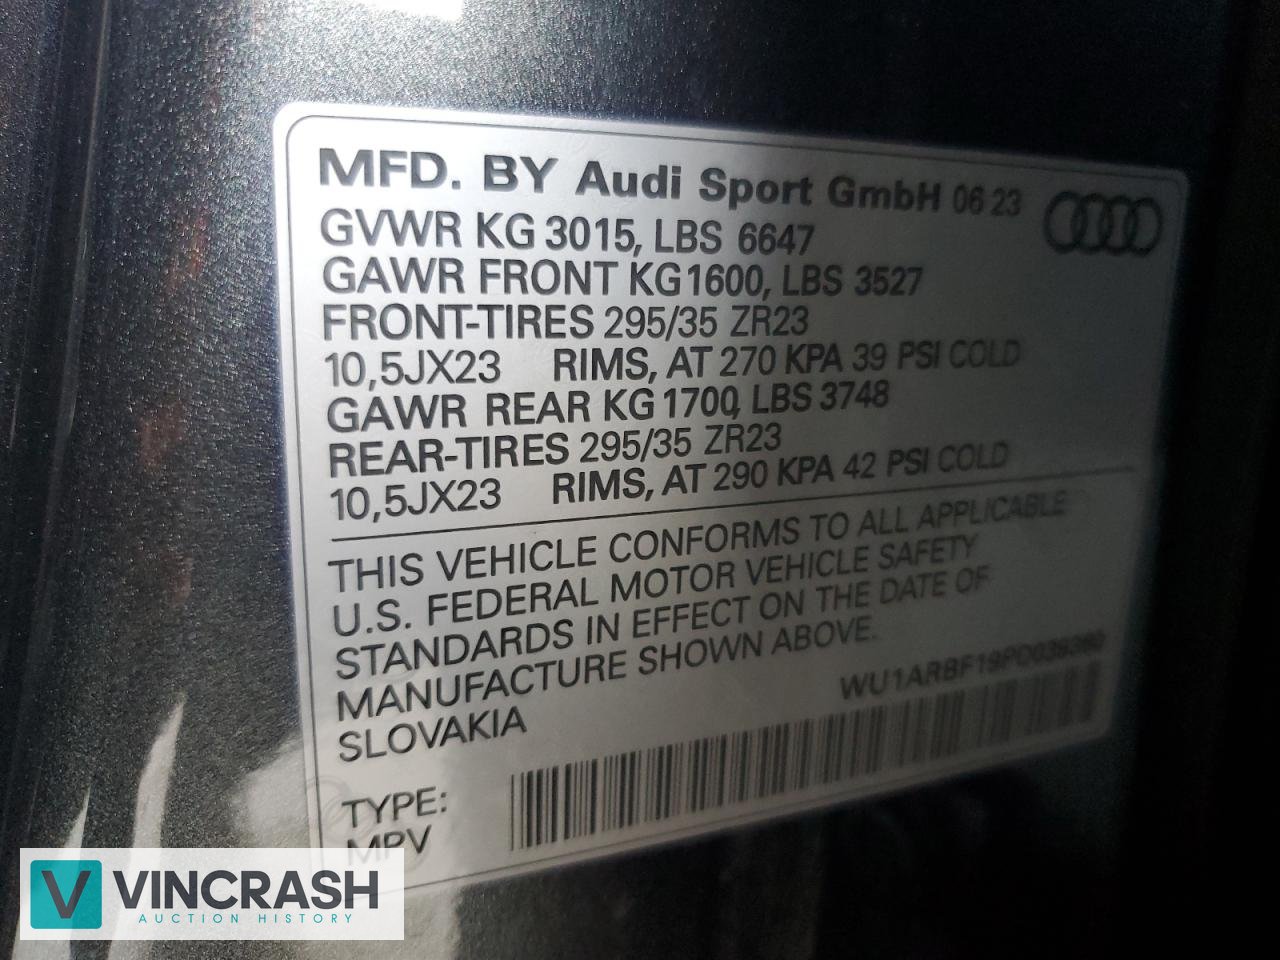 MFD. BY Audi Sport GmbH 06 23
GVWR KG 3015, LBS 6647
GAWR FRONT KG1600, LBS 3527
FRONT-TIRES 295/35 ZR23
10,5JX23 RIMS, AT 270 KPA 39 PSI COLD
GAWR REAR KG1700, LBS 3748
REAR-TIRES 295/35 ZR23
10,5JX23 RIMS, AT 290 KPA 42 PSI COLD
THIS VEHICLE CONFORMS TO ALL APPLICABLE
U.S. FEDERAL MOTOR VEHICLE SAFETY
STANDARDS IN EFFECT ON THE DATE OF
MANUFACTURE SHOWN ABOVE.
SLOVAKIA
TYPE:
MPV
V VINCRASH
AUCTION HISTORY